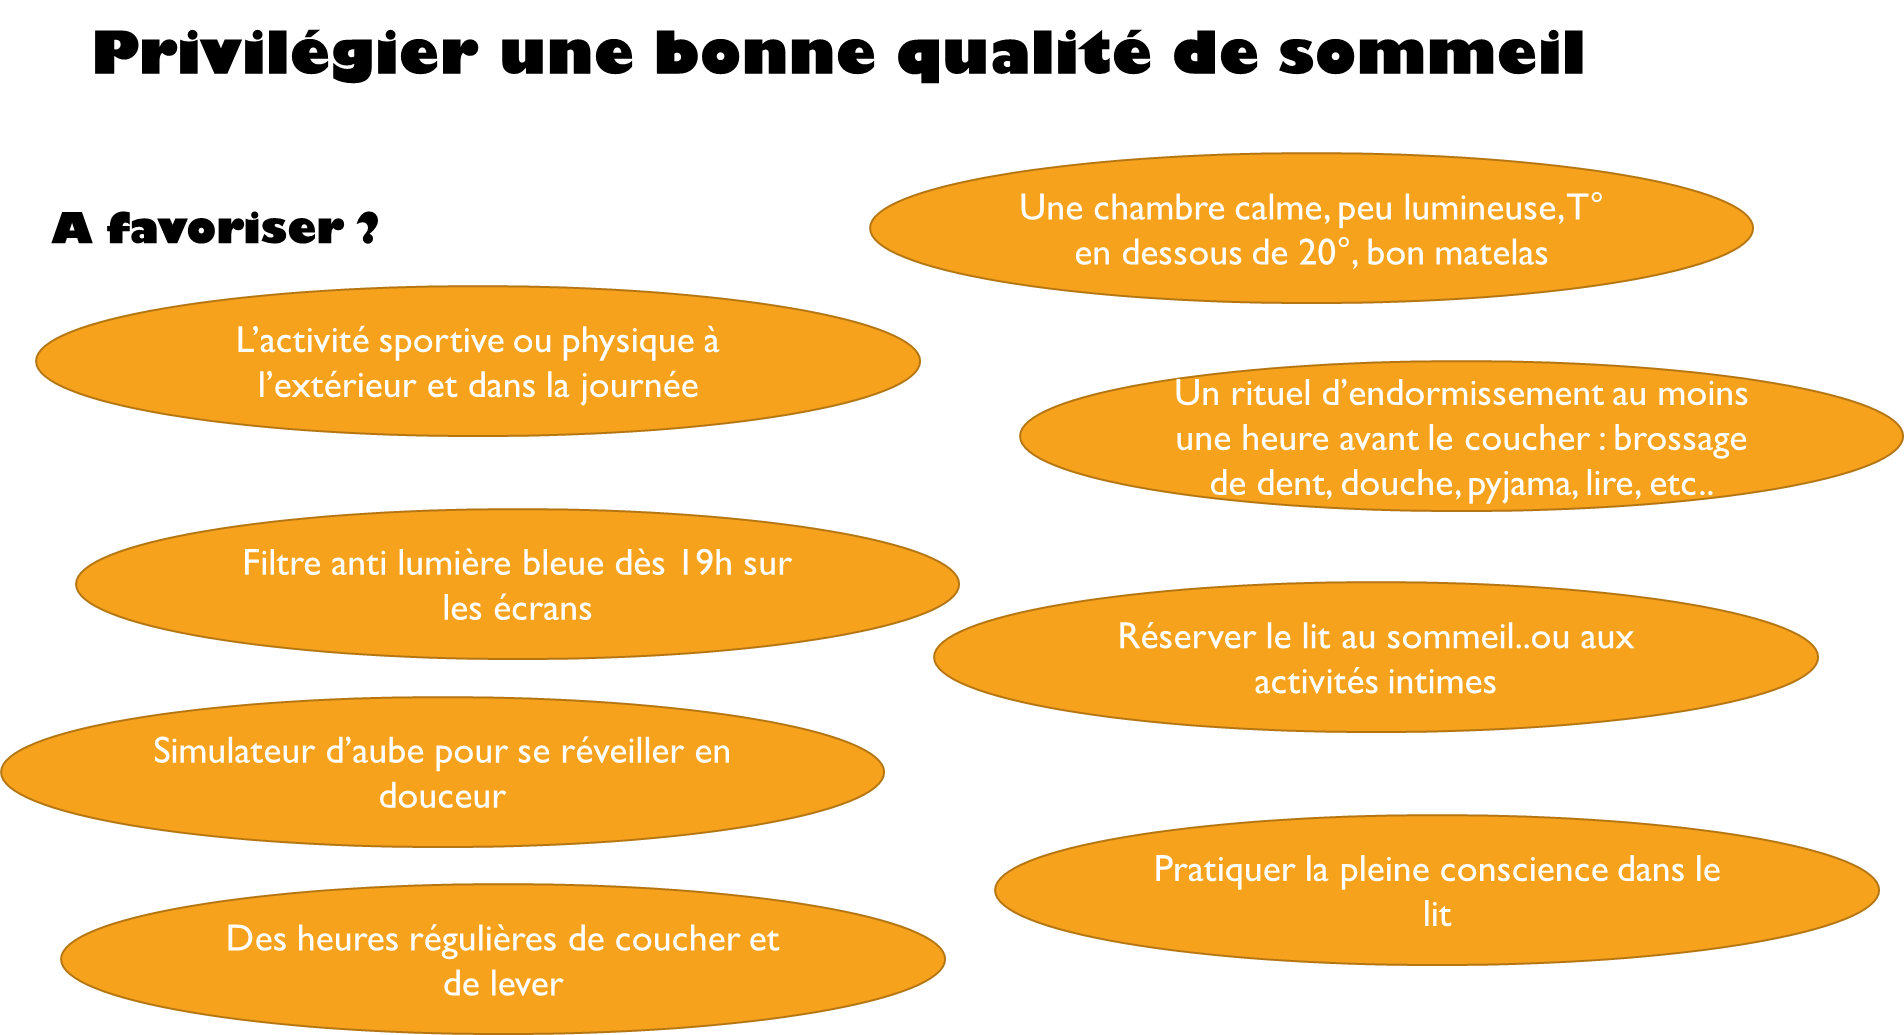 Privilégier une bonne qualité de sommeil
A favoriser ?
L’activité sportive ou physique à
l’extérieur et dans la journée
Filtre anti lumière bleue dès 19h sur
les écrans
Simulateur d’aube pour se réveiller en
douceur
Des heures régulières de coucher et
de lever
Une chambre calme, peu lumineuse, T°
en dessous de 20°, bon matelas
Un rituel d’endormissement au moins
une heure avant le coucher : brossage
de dent, douche, pyjama, lire, etc..
Réserver le lit au sommeil..ou aux
activités intimes
Pratiquer la pleine conscience dans le
lit